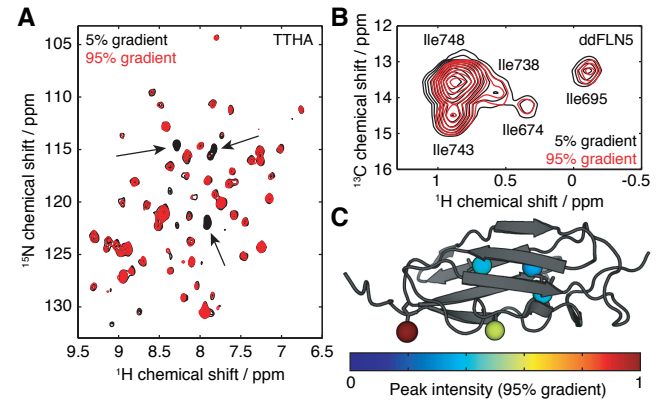 A
5% gradient
95% gradient
TTHA
105
110
115
120
125
130
¹⁵N chemical shift / ppm
9.5 9 8.5 8 7.5 7 6.5
¹H chemical shift / ppm
B
Ile748
ddFLN5
Ile738
Ile695
Ile674
Ile743
5% gradient
95% gradient
12
13
14
15
16
¹³C chemical shift / ppm
1 0.5 0 -0.5
¹H chemical shift / ppm
C
0 1
Peak intensity (95% gradient)